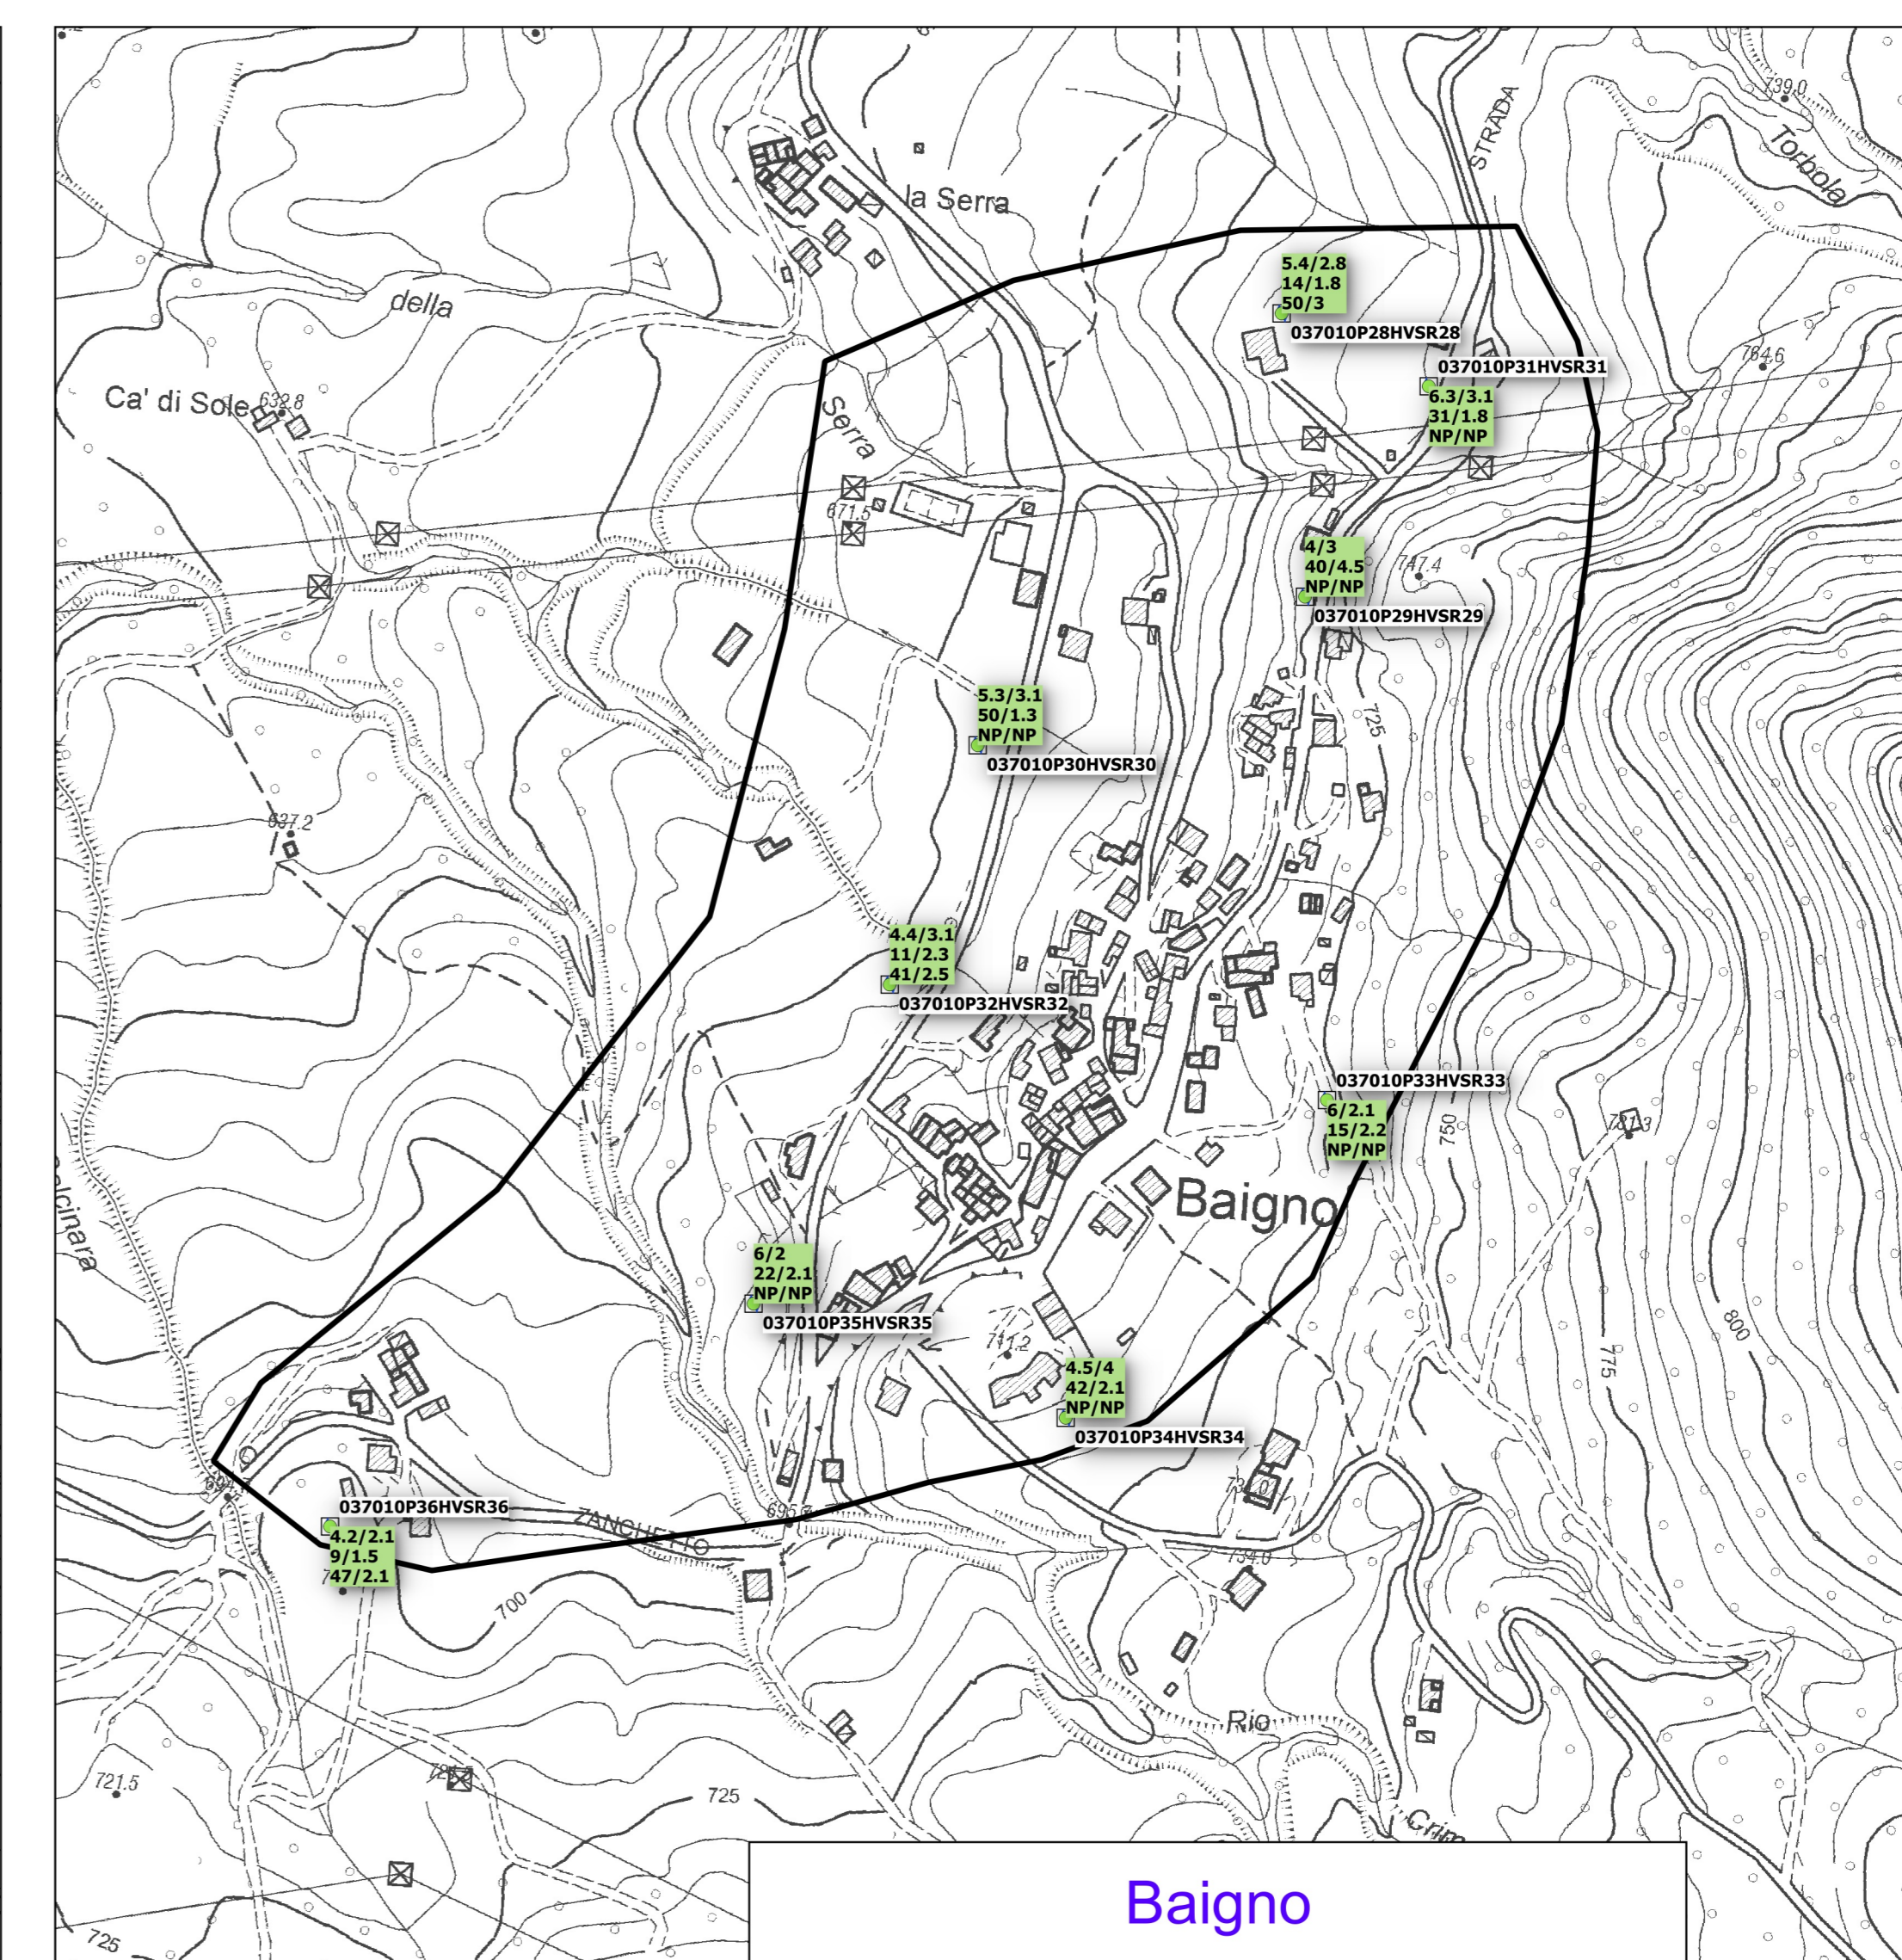 739.0
STRADA
Torbola
la Serra
5.4/2.8
14/1.8
50/3
037010P28HVSR28
della
037010P31HVSR31
764.6
Ca' di Sole
632.8
6.3/3.1
31/1.8
NP/NP
Serra
671.5
4/3
40/4.5
NP/NP
747.4
037010P29HVSR29
5.3/3.1
50/1.3
NP/NP
725
037010P30HVSR30
637.2
4.4/3.1
11/2.3
41/2.5
037010P32HVSR32
037010P33HVSR33
6/2.1
15/2.2
NP/NP
750
Baigno
6/2
22/2.1
NP/NP
037010P35HVSR35
711.2
800
775
4.5/4
42/2.1
NP/NP
037010P34HVSR34
037010P36HVSR36
ZANCHETTO
4.2/2.1
9/1.5
47/2.1
734.0
700
Rio
721.5
725
Baigno
725